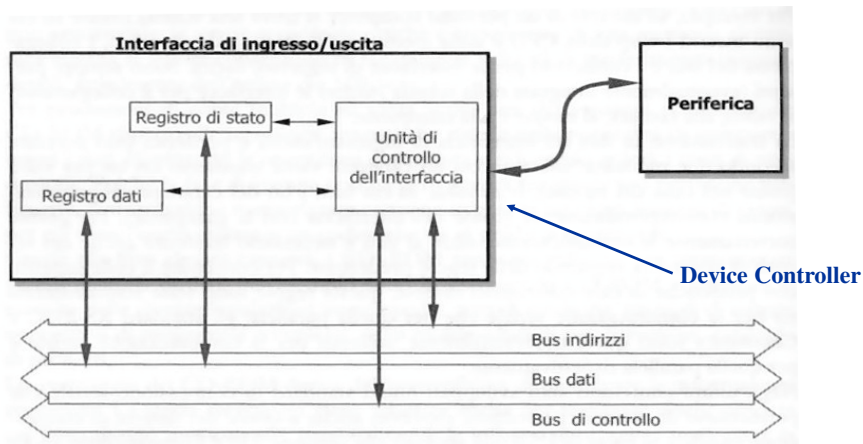 Interfaccia di ingresso/uscita
Periferica
Registro di stato
Unità di
controllo
dell'interfaccia
Registro dati
Device Controller
Bus indirizzi
Bus dati
Bus di controllo